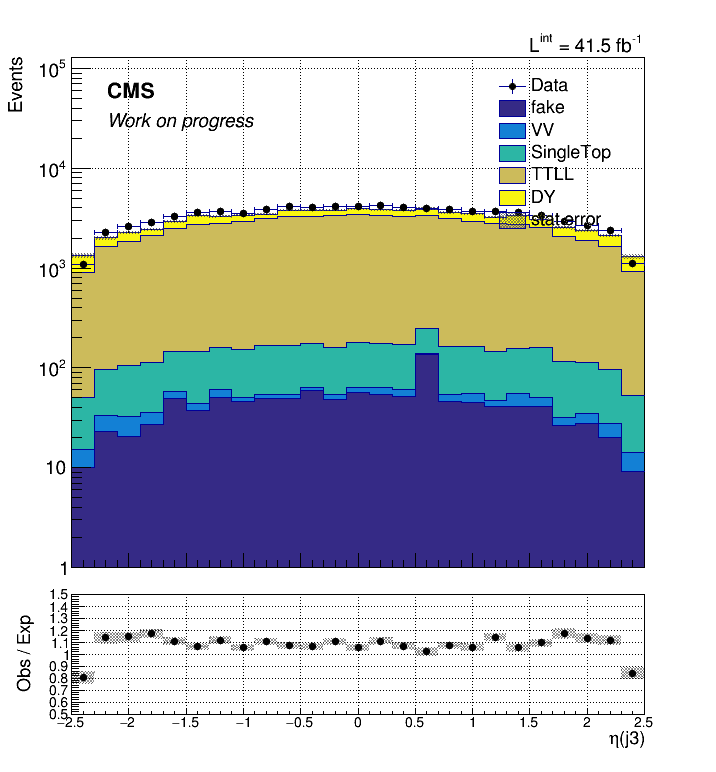 L^int = 41.5 fb^-1
Events
10^5
CMS
Work on progress
Data
fake
VV
SingleTop
TTLL
DY
stat error
10^4
10^3
10^2
10
1
Obs / Exp
1.5
1.4
1.3
1.2
1.1
1
0.9
0.8
0.7
0.6
0.5
−2.5 −2 −1.5 −1 −0.5 0 0.5 1 1.5 2 2.5
η(j3)